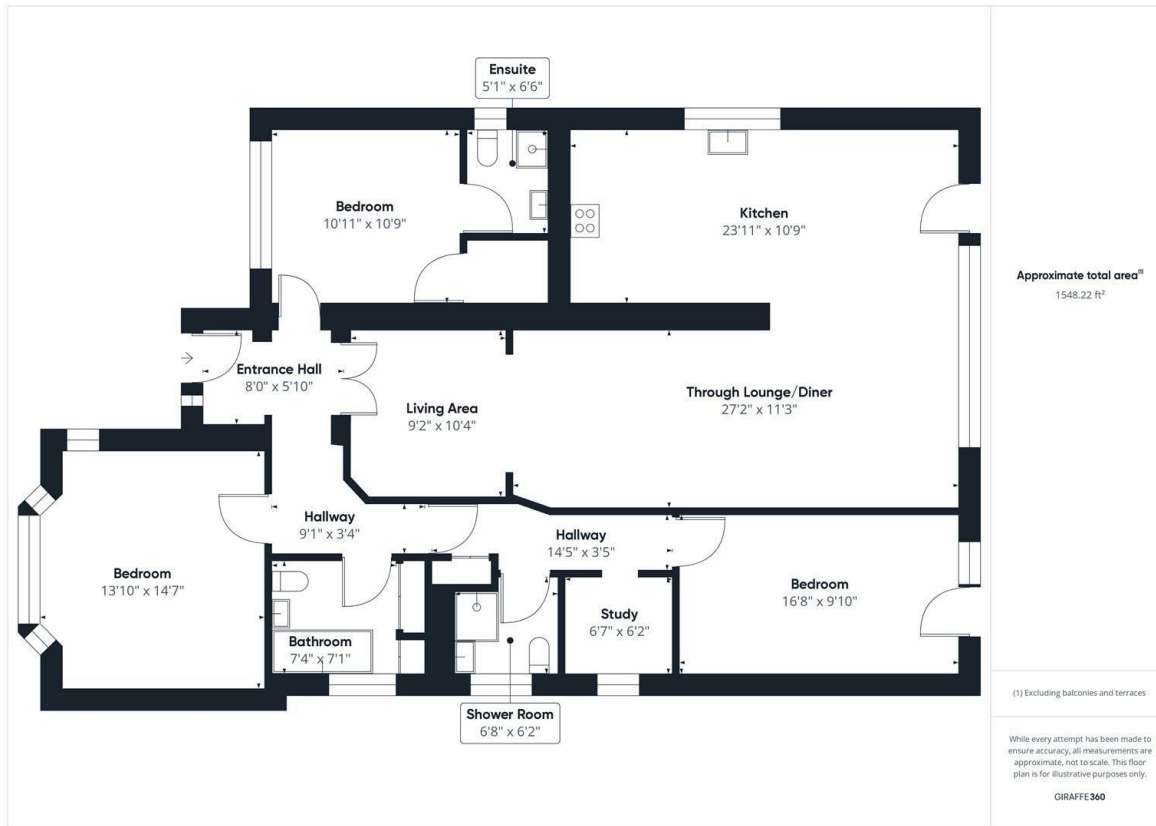 Ensuite
5'1" x 6'6"
Bedroom
10'11" x 10'9"
Kitchen
23'11" x 10'9"
Entrance Hall
8'0" x 5'10"
Living Area
9'2" x 10'4"
Through Lounge/Diner
27'2" x 11'3"
Hallway
9'1" x 3'4"
Hallway
14'5" x 3'5"
Bedroom
13'10" x 14'7"
Bedroom
16'8" x 9'10"
Study
6'7" x 6'2"
Bathroom
7'4" x 7'1"
Shower Room
6'8" x 6'2"
Approximate total area(1)
1548.22 ft²
(1) Excluding balconies and terraces
While every attempt has been made to
ensure accuracy, all measurements are
approximate, not to scale. This floor
plan is for illustrative purposes only.
GIRAFFE360